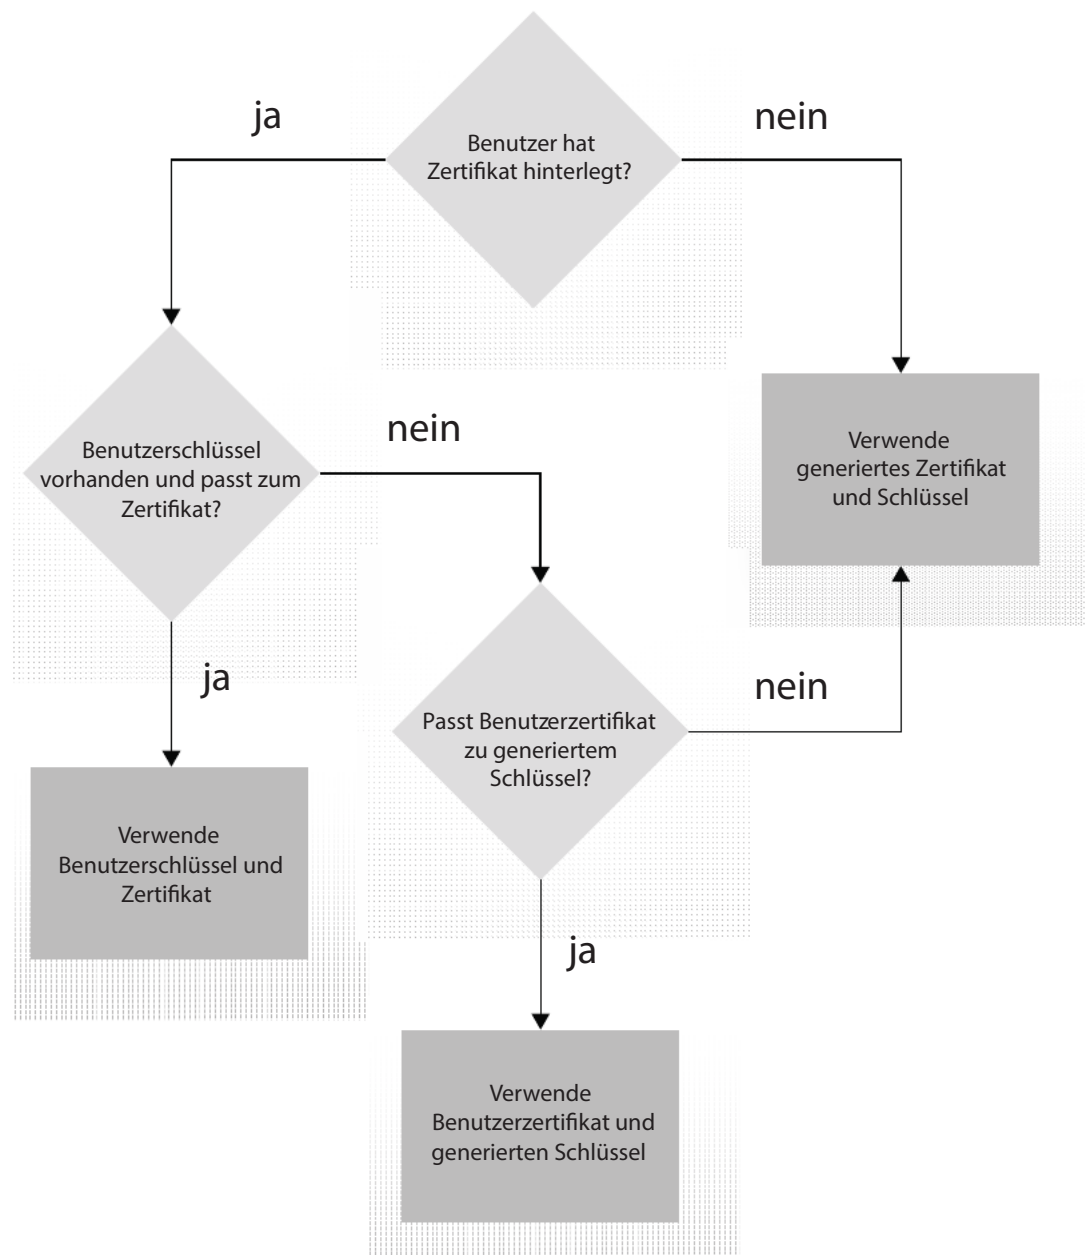 ja
nein
Benutzer hat
Zertifikat hinterlegt?
nein
Benutzerschlüssel
vorhanden und passt zum
Zertifikat?
Verwende
generiertes Zertifikat
und Schlüssel
ja
nein
Passt Benutzerzertifikat
zu generiertem
Schlüssel?
Verwende
Benutzerschlüssel und
Zertifikat
ja
Verwende
Benutzerzertifikat und
generierten Schlüssel